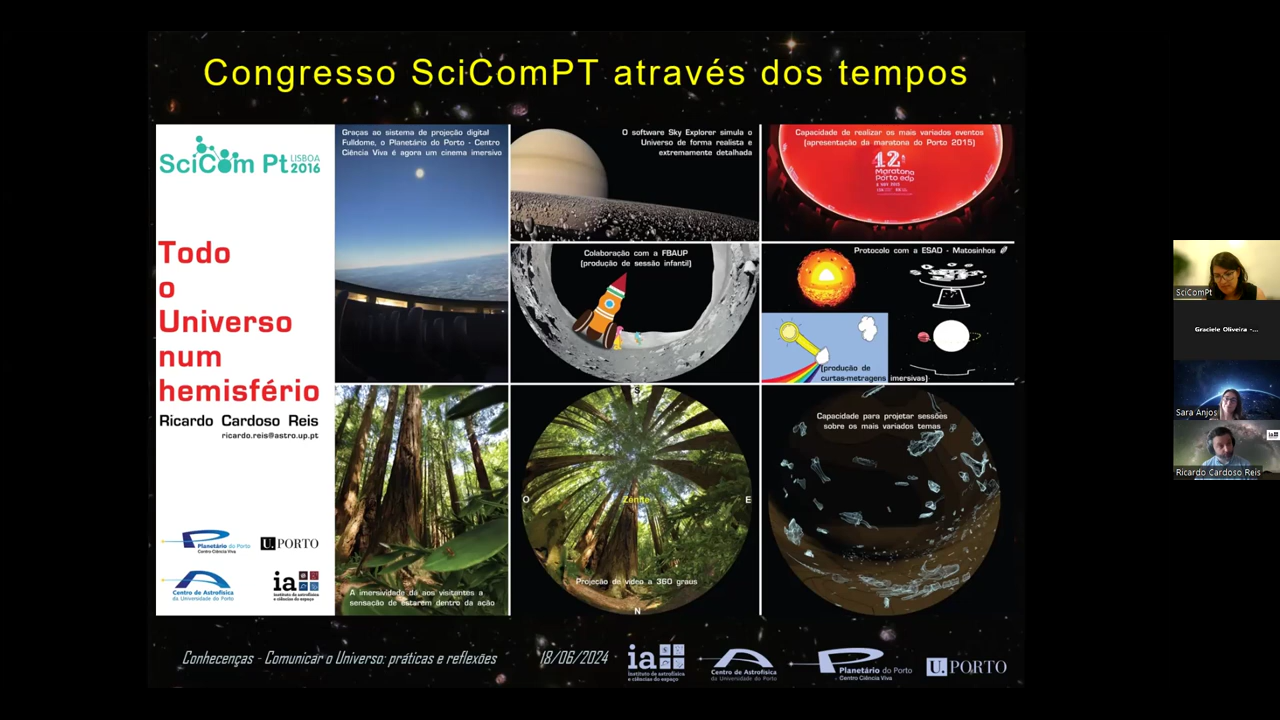 Congresso SciComPT através dos tempos
SciCom Pt LISBOA 2016
Todo
o
Universo
num
hemisfério
Ricardo Cardoso Reis
ricardo.reis@astro.up.pt
Planetário do Porto
Centro Ciência Viva
U. PORTO
Centro de Astrofísica
da Universidade do Porto
ia
instituto de astrofísica
e ciências do espaço
Graças ao sistema de projeção digital
Fulldome, o Planetário do Porto - Centro
Ciência Viva é agora um cinema imersivo
O software Sky Explorer simula o
Universo de forma realista e
extremamente detalhada
Capacidade de realizar os mais variados eventos
(apresentação da maratona do Porto 2015)
12ª
Maratona
Porto edp
Colaboração com a FBAUP
(produção de sessão infantil)
Protocolo com a ESAD - Matosinhos
(produção de
curtas-metragens imersivas)
A imersividade dá aos visitantes a
sensação de estarem dentro da ação
S
O
Zénite
E
Projeção de vídeo a 360 graus
N
Capacidade para projetar sessões
sobre os mais variados temas
Conhecenças - Comunicar o Universo: práticas e reflexões
18/06/2024
ia
instituto de astrofísica
e ciências do espaço
Centro de Astrofísica
da Universidade do Porto
Planetário do Porto
Centro Ciência Viva
U. PORTO
SciComPt
Graciele Oliveira -...
Sara Anjos
ia
Ricardo Cardoso Reis